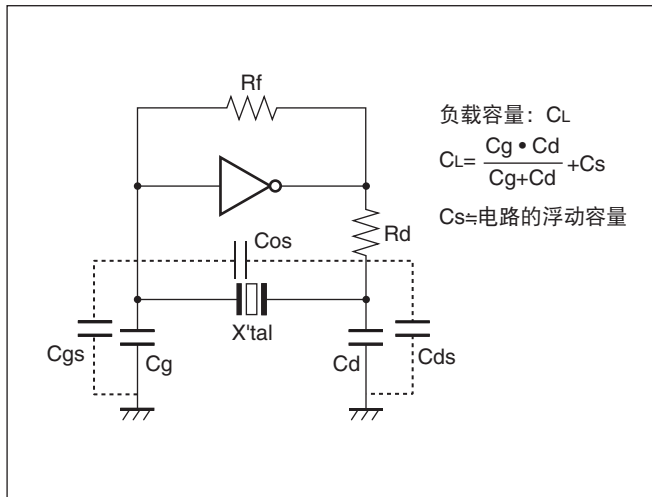 Rf
负载容量：CL
CL= Cg • Cd / Cg+Cd +Cs
Cs≒电路的浮动容量
Rd
Cos
X'tal
Cgs
Cg
Cd
Cds